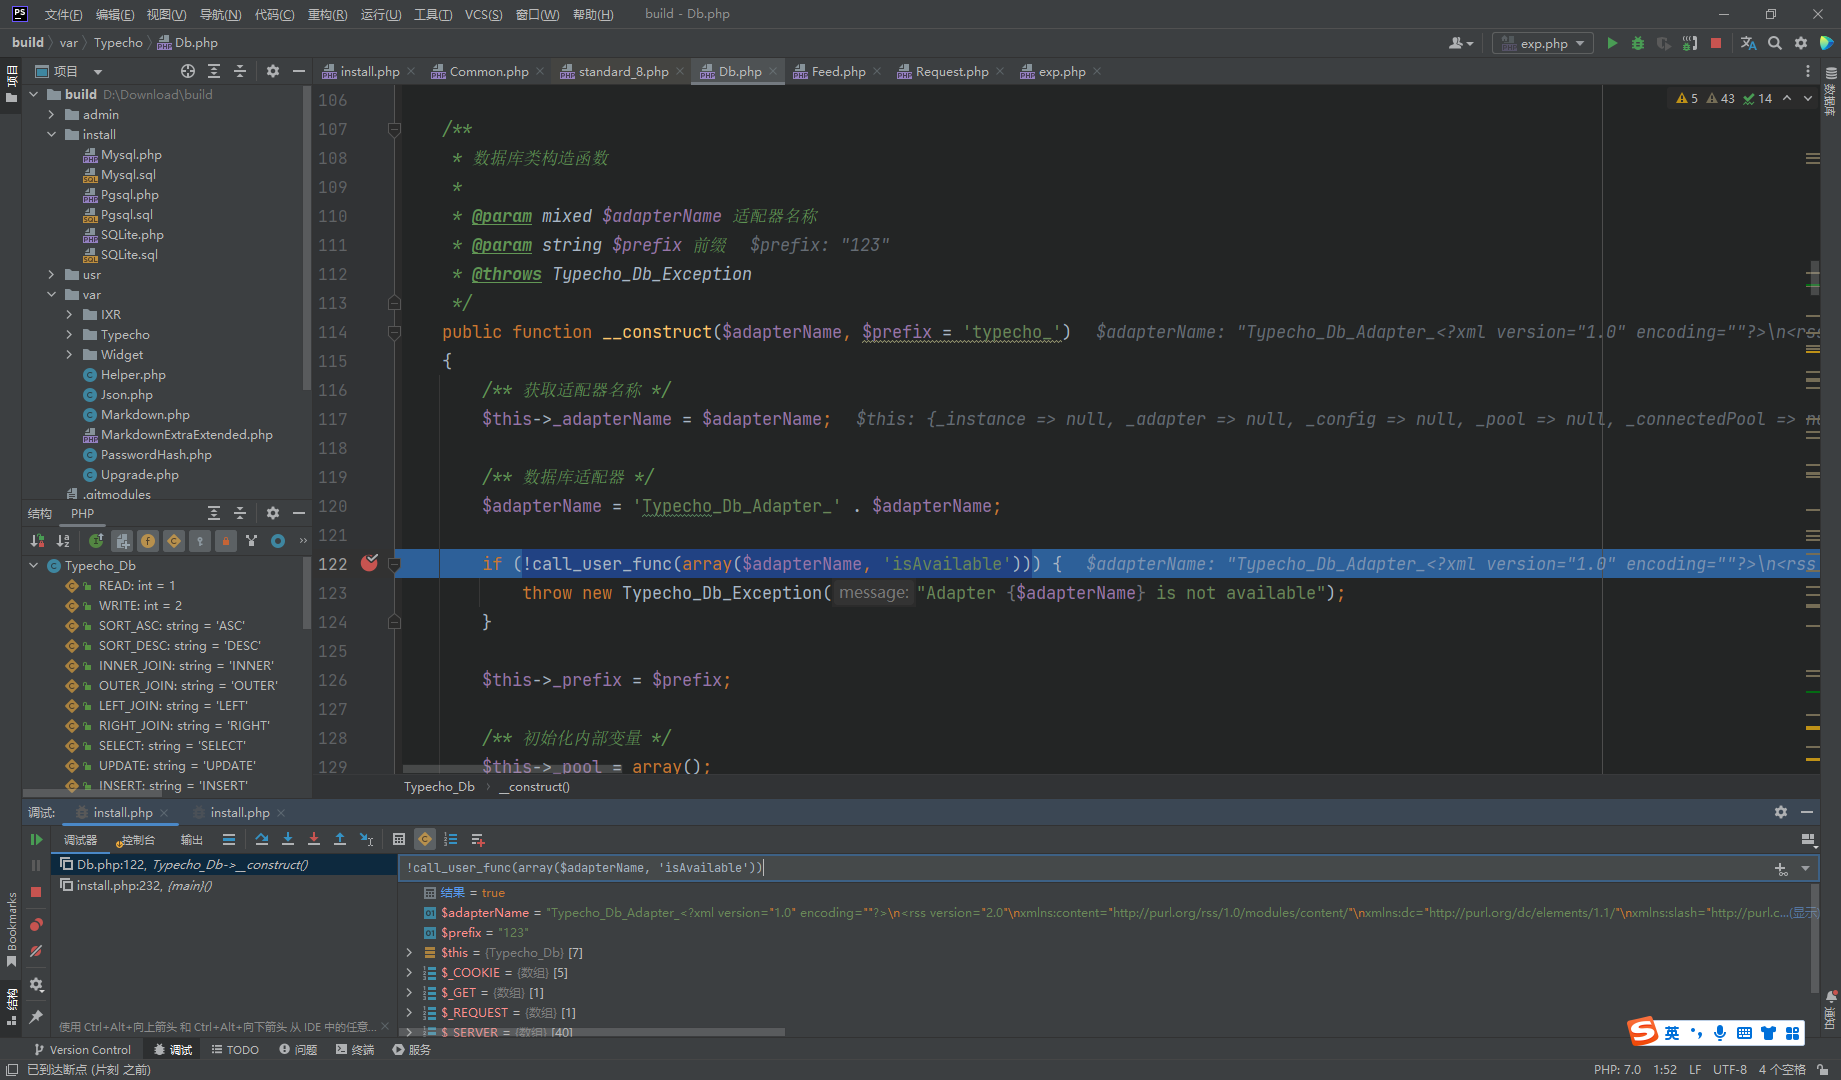 PS 文件(F) 编辑(E) 视图(V) 导航(N) 代码(C) 重构(R) 运行(U) 工具(T) VCS(S) 窗口(W) 帮助(H) build - Db.php
build var Typecho Db.php exp.php
项目
项目
install.php Common.php standard_8.php Db.php Feed.php Request.php exp.php
数据库
build D:\Download\build
admin
install
Mysql.php
Mysql.sql
Pgsql.php
Pgsql.sql
SQLite.php
SQLite.sql
usr
var
IXR
Typecho
Widget
Helper.php
Json.php
Markdown.php
MarkdownExtraExtended.php
PasswordHash.php
Upgrade.php
.gitmodules
结构 PHP
Typecho_Db
READ: int = 1
WRITE: int = 2
SORT_ASC: string = 'ASC'
SORT_DESC: string = 'DESC'
INNER_JOIN: string = 'INNER'
OUTER_JOIN: string = 'OUTER'
LEFT_JOIN: string = 'LEFT'
RIGHT_JOIN: string = 'RIGHT'
SELECT: string = 'SELECT'
UPDATE: string = 'UPDATE'
INSERT: string = 'INSERT'
5 43 14
106
107 /**
108 * 数据库类构造函数
109 *
110 * @param mixed $adapterName 适配器名称
111 * @param string $prefix 前缀 $prefix: "123"
112 * @throws Typecho_Db_Exception
113 */
114 public function __construct($adapterName, $prefix = 'typecho_') $adapterName: "Typecho_Db_Adapter_<?xml version="1.0" encoding=""?>\n<rss
115 {
116 /** 获取适配器名称 */
117 $this->_adapterName = $adapterName; $this: {_instance => null, _adapter => null, _config => null, _pool => null, _connectedPool => nu
118
119 /** 数据库适配器 */
120 $adapterName = 'Typecho_Db_Adapter_' . $adapterName;
121
122 if (!call_user_func(array($adapterName, 'isAvailable'))) { $adapterName: "Typecho_Db_Adapter_<?xml version="1.0" encoding=""?>\n<rss
123 throw new Typecho_Db_Exception( message: "Adapter {$adapterName} is not available");
124 }
125
126 $this->_prefix = $prefix;
127
128 /** 初始化内部变量 */
129 $this->_pool = array();
Typecho_Db __construct()
调试: install.php install.php
调试器 控制台 输出
Db.php:122, Typecho_Db->__construct()
install.php:232, {main}()
!call_user_func(array($adapterName, 'isAvailable'))
结果 = true
$adapterName = "Typecho_Db_Adapter_<?xml version="1.0" encoding=""?>\n<rss version="2.0"\nxmlns:content="http://purl.org/rss/1.0/modules/content/"\nxmlns:dc="http://purl.org/dc/elements/1.1/"\nxmlns:slash="http://purl.c...(显示)
$prefix = "123"
$this = {Typecho_Db} [7]
$_COOKIE = {数组} [5]
$_GET = {数组} [1]
$_REQUEST = {数组} [1]
$_SERVER = {数组} [40]
使用 Ctrl+Alt+向上箭头 和 Ctrl+Alt+向下箭头 从 IDE 中的任意...
Bookmarks
结构
通知
S 英
Version Control 调试 TODO 问题 终端 服务
已到达断点 (片刻 之前) PHP: 7.0 1:52 LF UTF-8 4 个空格